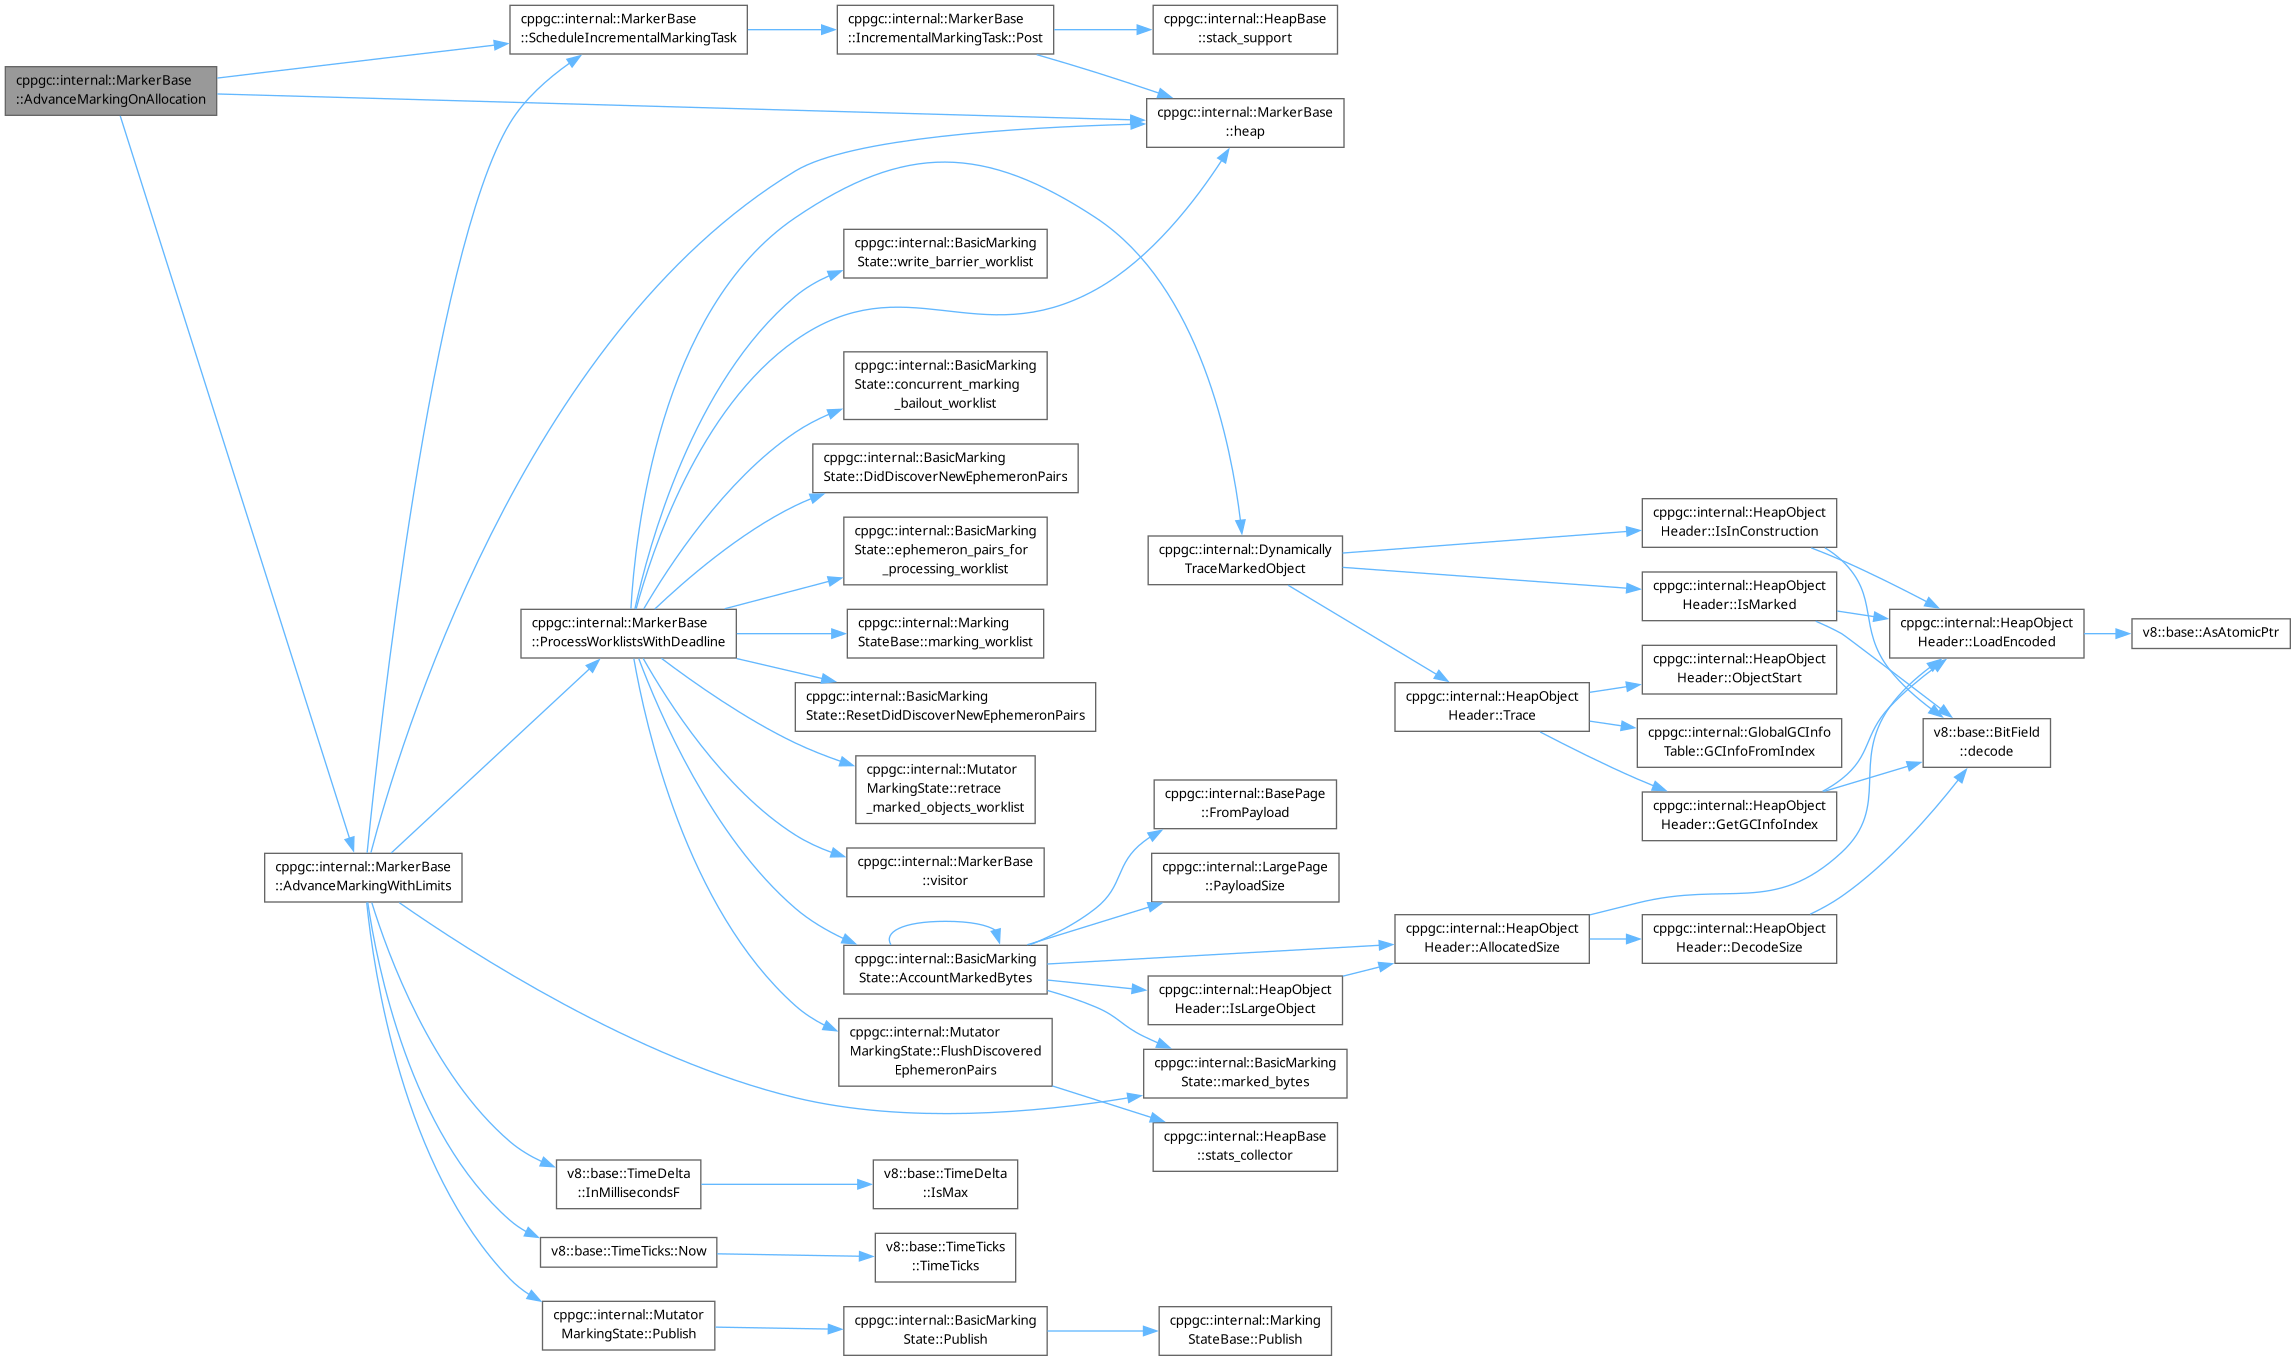 cppgc::internal::MarkerBase
::AdvanceMarkingOnAllocation
cppgc::internal::MarkerBase
::ScheduleIncrementalMarkingTask
cppgc::internal::MarkerBase
::IncrementalMarkingTask::Post
cppgc::internal::HeapBase
::stack_support
cppgc::internal::MarkerBase
::heap
cppgc::internal::MarkerBase
::AdvanceMarkingWithLimits
cppgc::internal::MarkerBase
::ProcessWorklistsWithDeadline
cppgc::internal::BasicMarking
State::write_barrier_worklist
cppgc::internal::BasicMarking
State::concurrent_marking
_bailout_worklist
cppgc::internal::BasicMarking
State::DidDiscoverNewEphemeronPairs
cppgc::internal::BasicMarking
State::ephemeron_pairs_for
_processing_worklist
cppgc::internal::Marking
StateBase::marking_worklist
cppgc::internal::BasicMarking
State::ResetDidDiscoverNewEphemeronPairs
cppgc::internal::Mutator
MarkingState::retrace
_marked_objects_worklist
cppgc::internal::MarkerBase
::visitor
cppgc::internal::BasicMarking
State::AccountMarkedBytes
cppgc::internal::Mutator
MarkingState::FlushDiscovered
EphemeronPairs
cppgc::internal::Dynamically
TraceMarkedObject
cppgc::internal::HeapObject
Header::IsInConstruction
cppgc::internal::HeapObject
Header::IsMarked
cppgc::internal::HeapObject
Header::Trace
cppgc::internal::HeapObject
Header::ObjectStart
cppgc::internal::GlobalGCInfo
Table::GCInfoFromIndex
cppgc::internal::HeapObject
Header::GetGCInfoIndex
cppgc::internal::HeapObject
Header::LoadEncoded
v8::base::AsAtomicPtr
v8::base::BitField
::decode
cppgc::internal::BasePage
::FromPayload
cppgc::internal::LargePage
::PayloadSize
cppgc::internal::HeapObject
Header::AllocatedSize
cppgc::internal::HeapObject
Header::DecodeSize
cppgc::internal::HeapObject
Header::IsLargeObject
cppgc::internal::BasicMarking
State::marked_bytes
cppgc::internal::HeapBase
::stats_collector
v8::base::TimeDelta
::InMillisecondsF
v8::base::TimeDelta
::IsMax
v8::base::TimeTicks::Now
v8::base::TimeTicks
::TimeTicks
cppgc::internal::Mutator
MarkingState::Publish
cppgc::internal::BasicMarking
State::Publish
cppgc::internal::Marking
StateBase::Publish